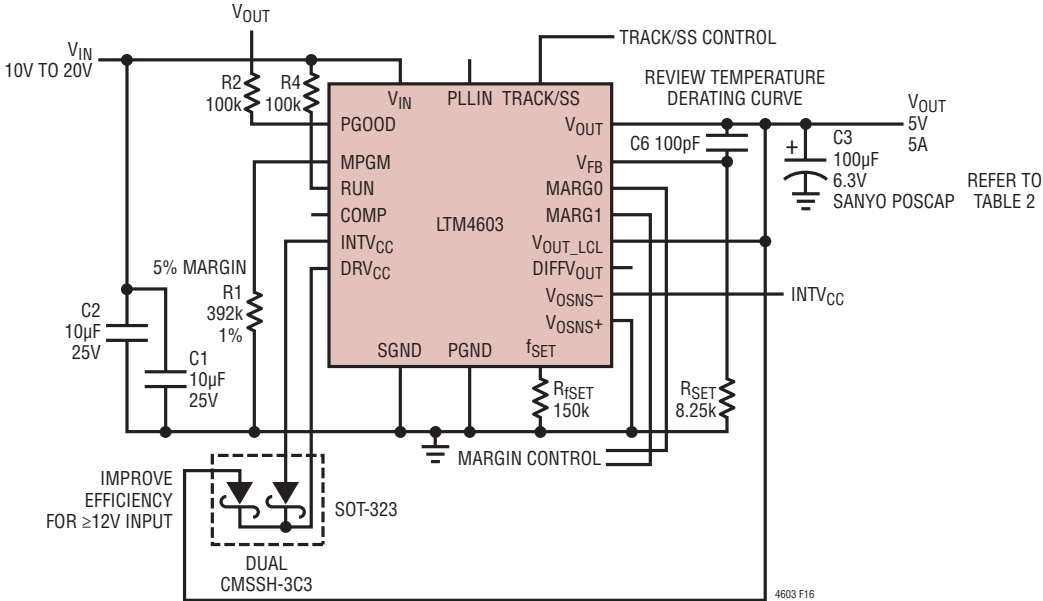 VOUT
VIN
10V TO 20V
TRACK/SS CONTROL
R2
100k
R4
100k
VIN
PLLIN
TRACK/SS
REVIEW TEMPERATURE
DERATING CURVE
PGOOD
VOUT
VOUT
5V
5A
C6 100pF
+
C3
100µF
6.3V
SANYO POSCAP
REFER TO
TABLE 2
MPGM
VFB
RUN
MARG0
COMP
LTM4603
MARG1
INTVCC
VOUT_LCL
DRVCC
DIFFVOUT
VOSNS–
INTVCC
VOSNS+
5% MARGIN
R1
392k
1%
C2
10µF
25V
C1
10µF
25V
SGND
PGND
fSET
RfSET
150k
RSET
8.25k
MARGIN CONTROL
IMPROVE
EFFICIENCY
FOR ≥12V INPUT
SOT-323
DUAL
CMSSH-3C3
4603 F16